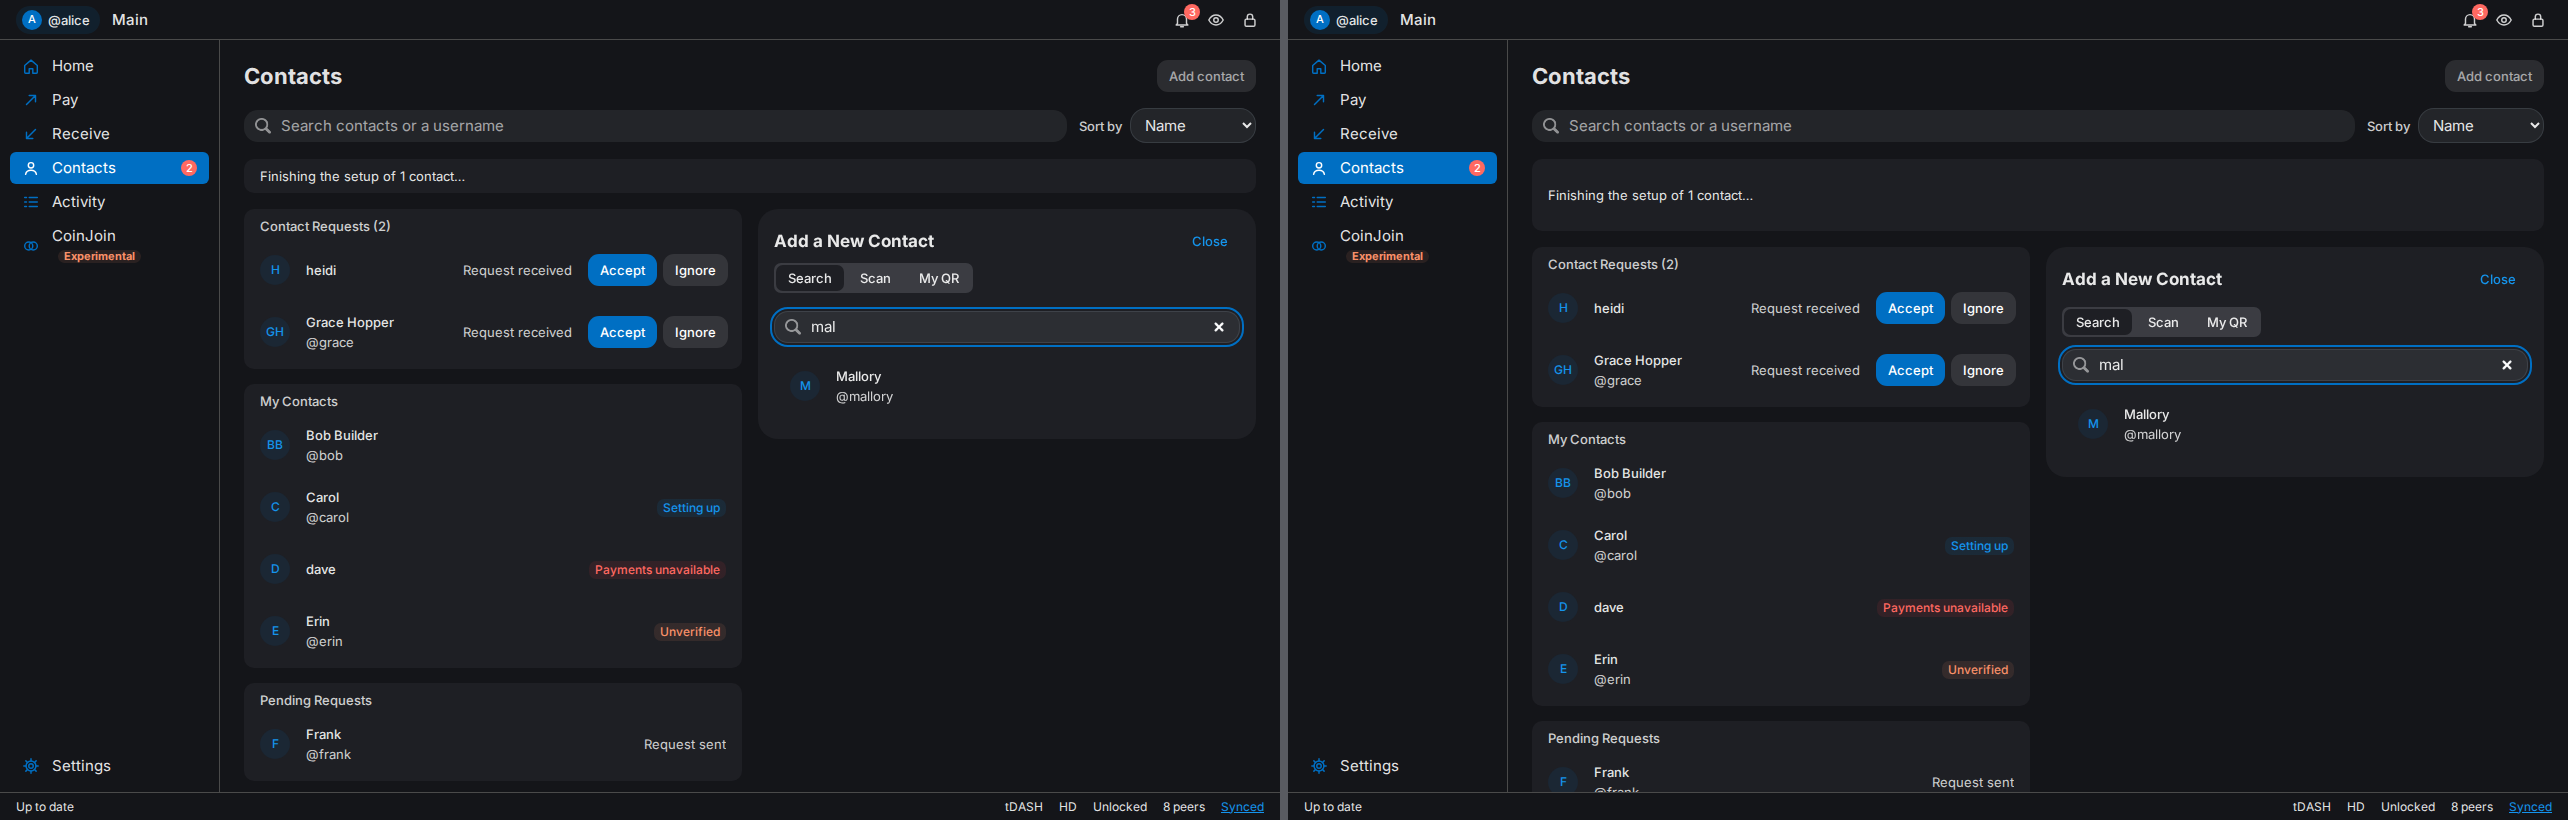 A @alice Main 3
Home
Pay
Receive
Contacts 2
Activity
CoinJoin
Experimental
Settings
Contacts Add contact
Search contacts or a username Sort by Name
Finishing the setup of 1 contact...
Contact Requests (2)
H heidi Request received Accept Ignore
GH Grace Hopper Request received Accept Ignore
@grace
My Contacts
BB Bob Builder
@bob
C Carol Setting up
@carol
D dave Payments unavailable
E Erin Unverified
@erin
Pending Requests
F Frank Request sent
@frank
Add a New Contact Close
Search Scan My QR
mal
M Mallory
@mallory
Up to date tDASH HD Unlocked 8 peers Synced
A @alice Main 3
Home
Pay
Receive
Contacts 2
Activity
CoinJoin
Experimental
Settings
Contacts Add contact
Search contacts or a username Sort by Name
Finishing the setup of 1 contact...
Contact Requests (2)
H heidi Request received Accept Ignore
GH Grace Hopper Request received Accept Ignore
@grace
My Contacts
BB Bob Builder
@bob
C Carol Setting up
@carol
D dave Payments unavailable
E Erin Unverified
@erin
Pending Requests
F Frank Request sent
@frank
Add a New Contact Close
Search Scan My QR
mal
M Mallory
@mallory
Up to date tDASH HD Unlocked 8 peers Synced